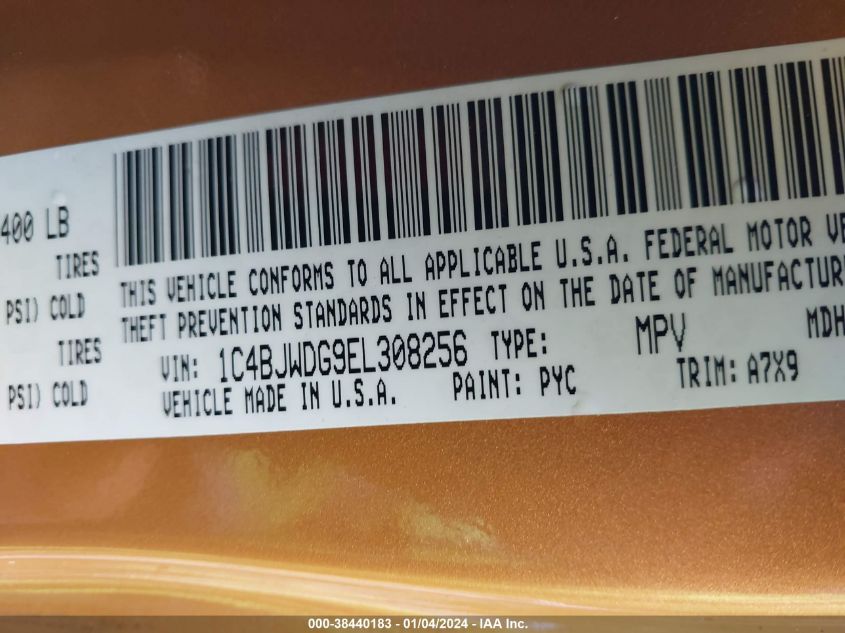 400 LB
TIRES
PSI) COLD
TIRES
PSI) COLD
THIS VEHICLE CONFORMS TO ALL APPLICABLE U.S.A. FEDERAL MOTOR VE
THEFT PREVENTION STANDARDS IN EFFECT ON THE DATE OF MANUFACTUR
VIN: 1C4BJWDG9EL308256 TYPE: MPV MDH
VEHICLE MADE IN U.S.A. PAINT: PYC TRIM: A7X9
000-38440183 - 01/04/2024 - IAA Inc.